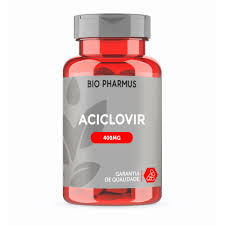 BIO PHARMUS
ACICLOVIR
400MG
GARANTIA
DE QUALIDADE